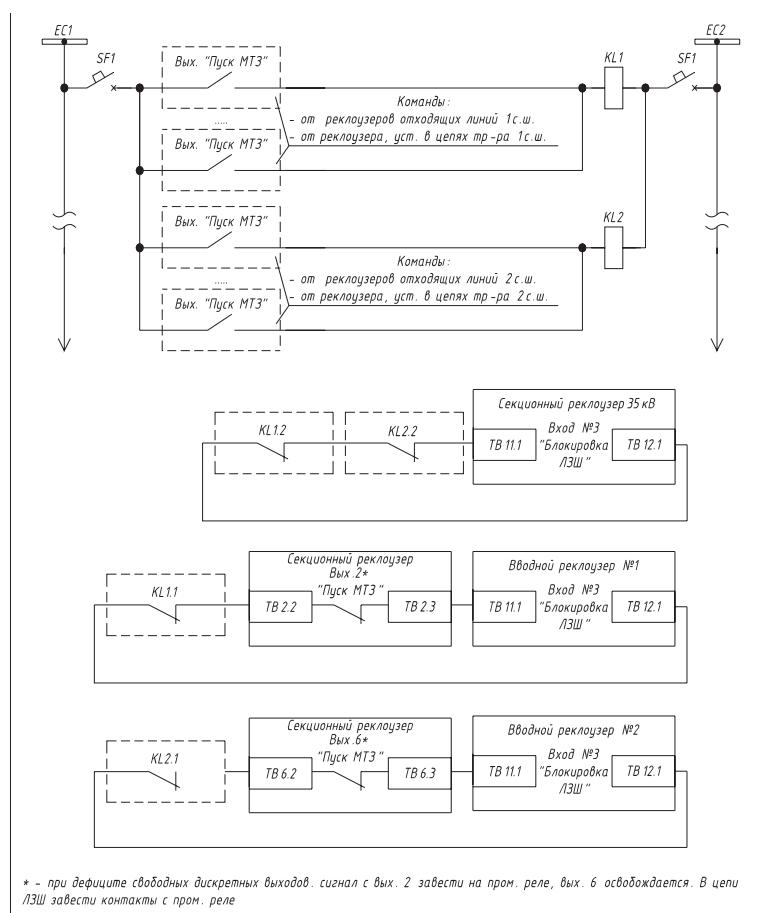 EC1
EC2
SF1
SF1
KL1
Вых. "Пуск МТЗ"
Команды:
- от реклоузеров отходящих линий 1с.ш.
- от реклоузера, уст. в цепях тр-ра 1с.ш.
.....
Вых. "Пуск МТЗ"
KL2
Вых. "Пуск МТЗ"
Команды:
- от реклоузеров отходящих линий 2с.ш.
- от реклоузера, уст. в цепях тр-ра 2с.ш.
.....
Вых. "Пуск МТЗ"
Секционный реклоузер 35 кВ
KL1.2
KL2.2
ТВ 11.1
Вход №3
"Блокировка
ЛЗШ"
ТВ 12.1
Секционный реклоузер
Вых.2*
"Пуск МТЗ"
Вводной реклоузер №1
KL1.1
ТВ 2.2
ТВ 2.3
ТВ 11.1
Вход №3
"Блокировка
ЛЗШ"
ТВ 12.1
Секционный реклоузер
Вых.6*
"Пуск МТЗ"
Вводной реклоузер №2
KL2.1
ТВ 6.2
ТВ 6.3
ТВ 11.1
Вход №3
"Блокировка
ЛЗШ"
ТВ 12.1
* - при дефиците свободных дискретных выходов. сигнал с вых. 2 завести на пром. реле, вых. 6 освобождается. В цепи
ЛЗШ завести контакты с пром. реле